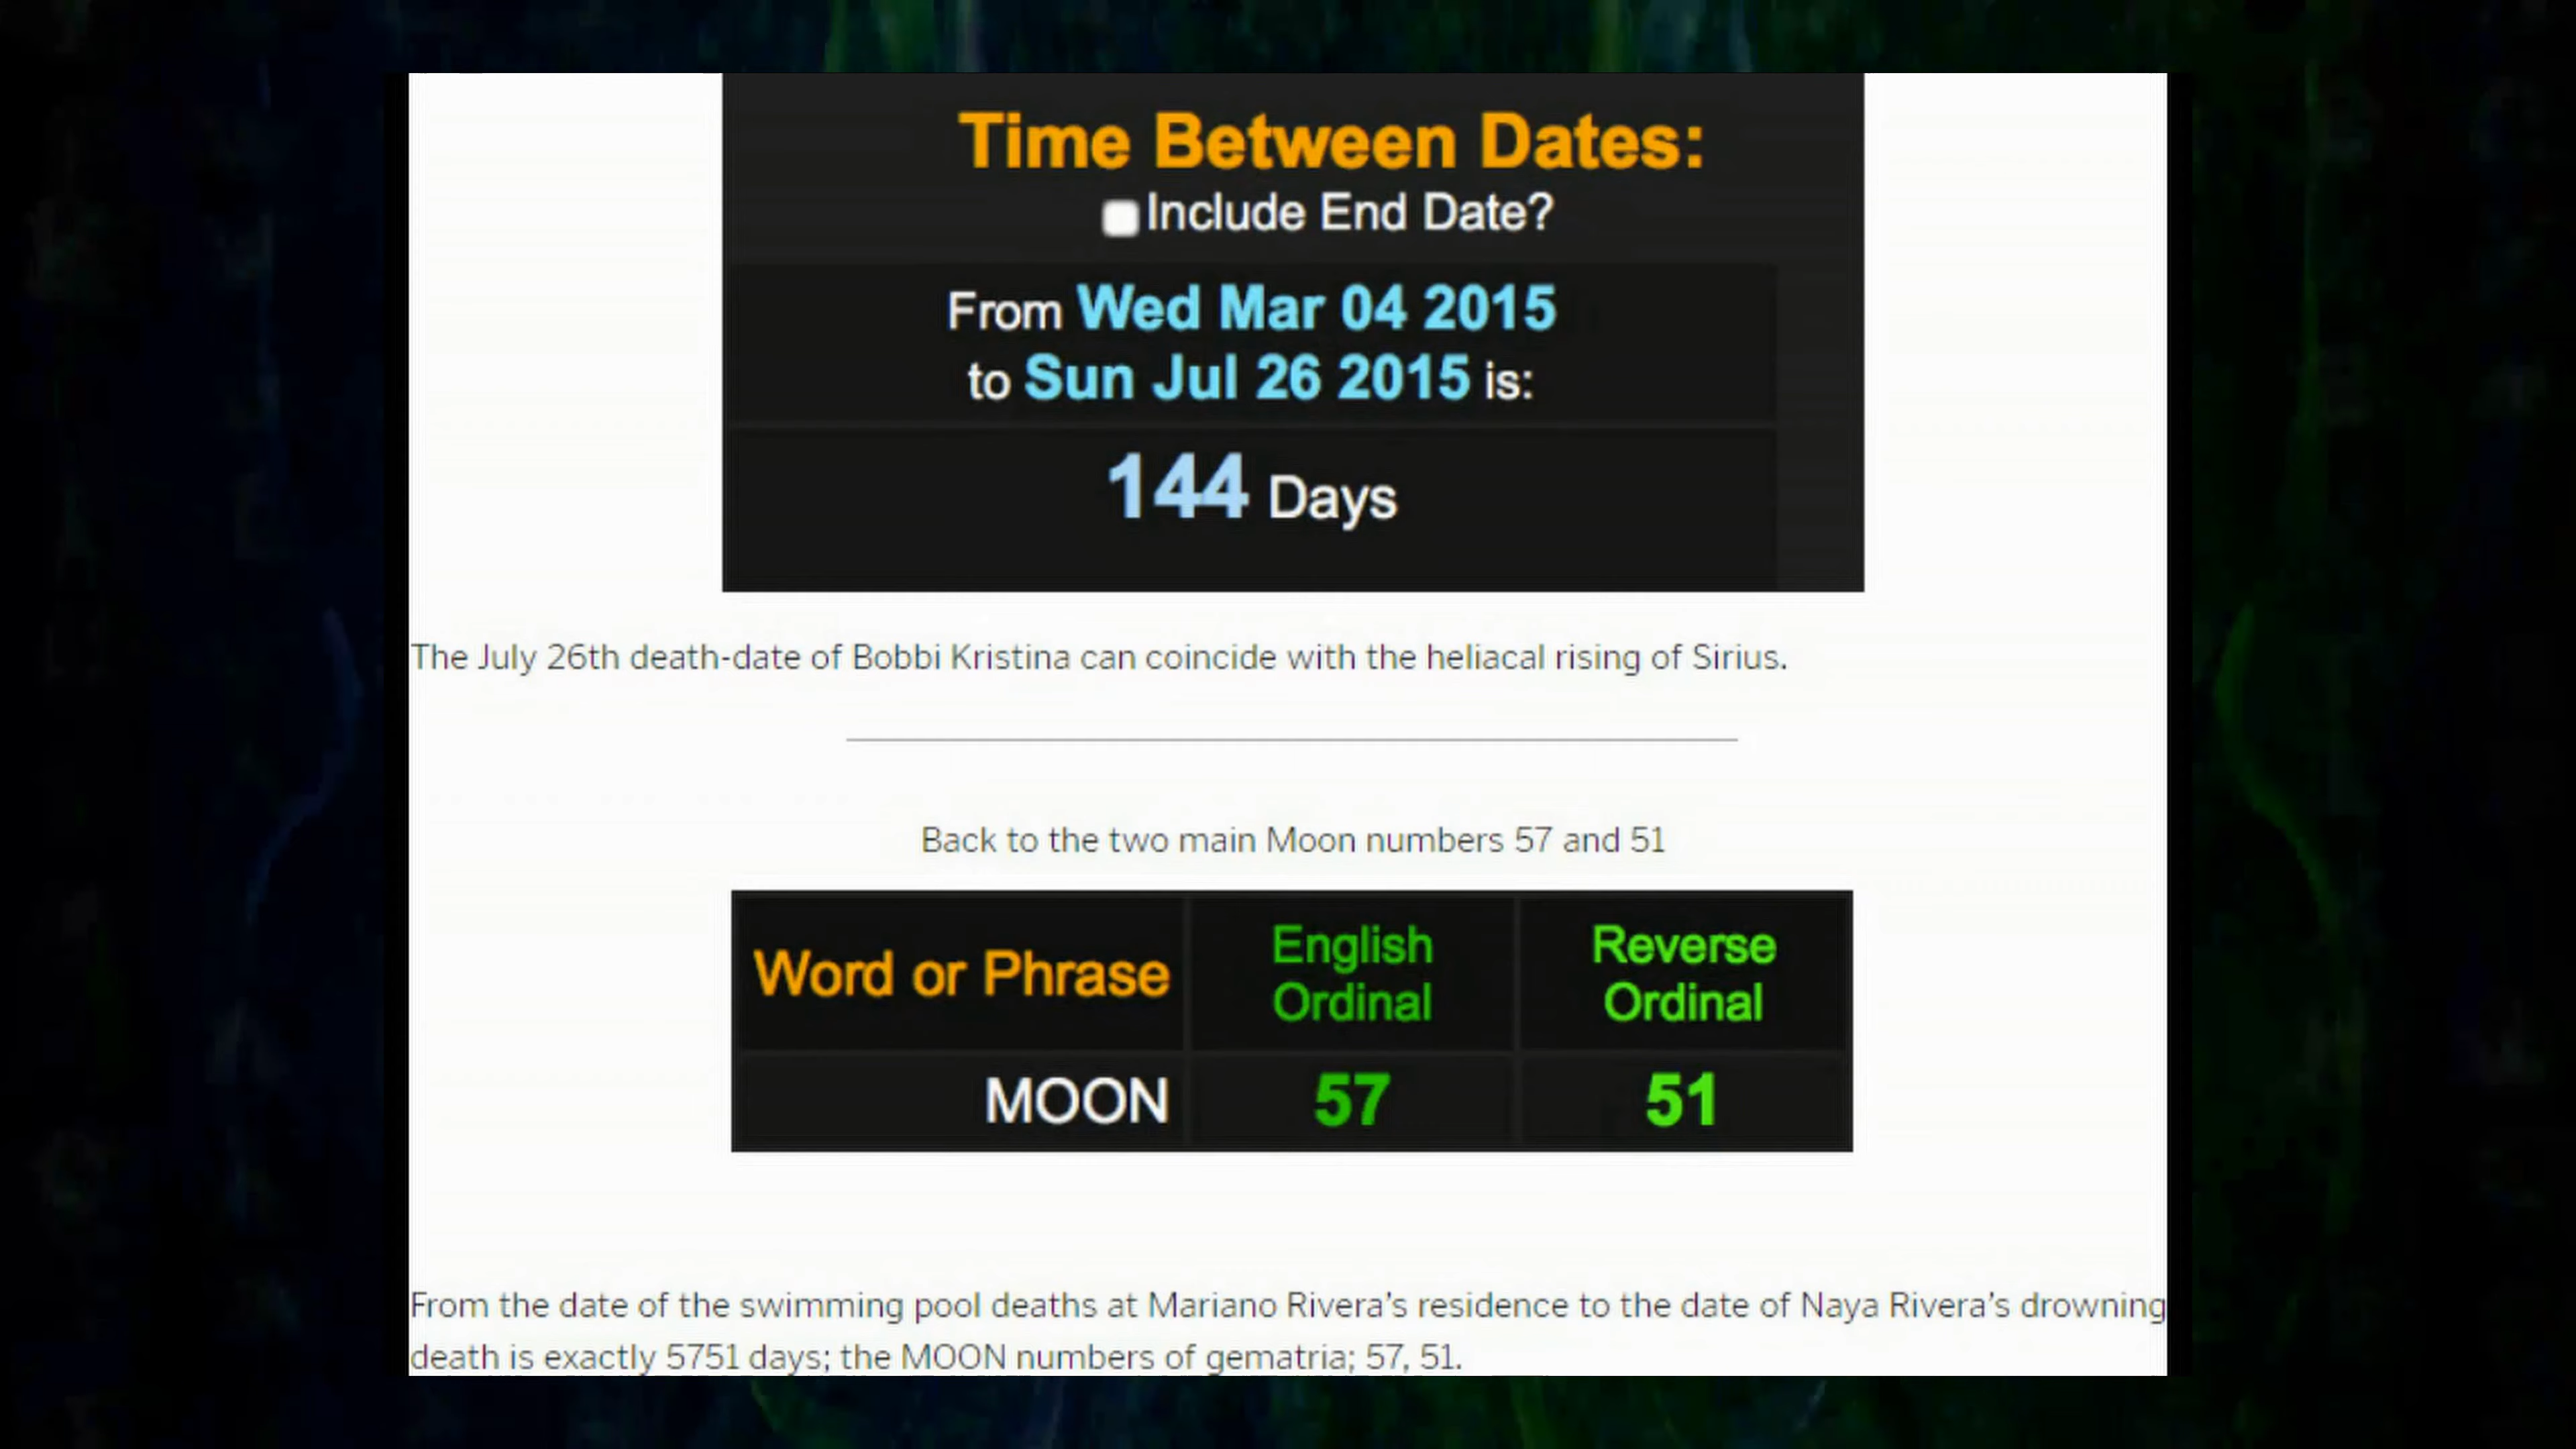 Time Between Dates:
Include End Date?
From Wed Mar 04 2015
to Sun Jul 26 2015 is:
144 Days
The July 26th death-date of Bobbi Kristina can coincide with the heliacal rising of Sirius.
Back to the two main Moon numbers 57 and 51
Word or Phrase English Ordinal Reverse Ordinal
MOON 57 51
From the date of the swimming pool deaths at Mariano Rivera’s residence to the date of Naya Rivera’s drowning
death is exactly 5751 days; the MOON numbers of gematria; 57, 51.